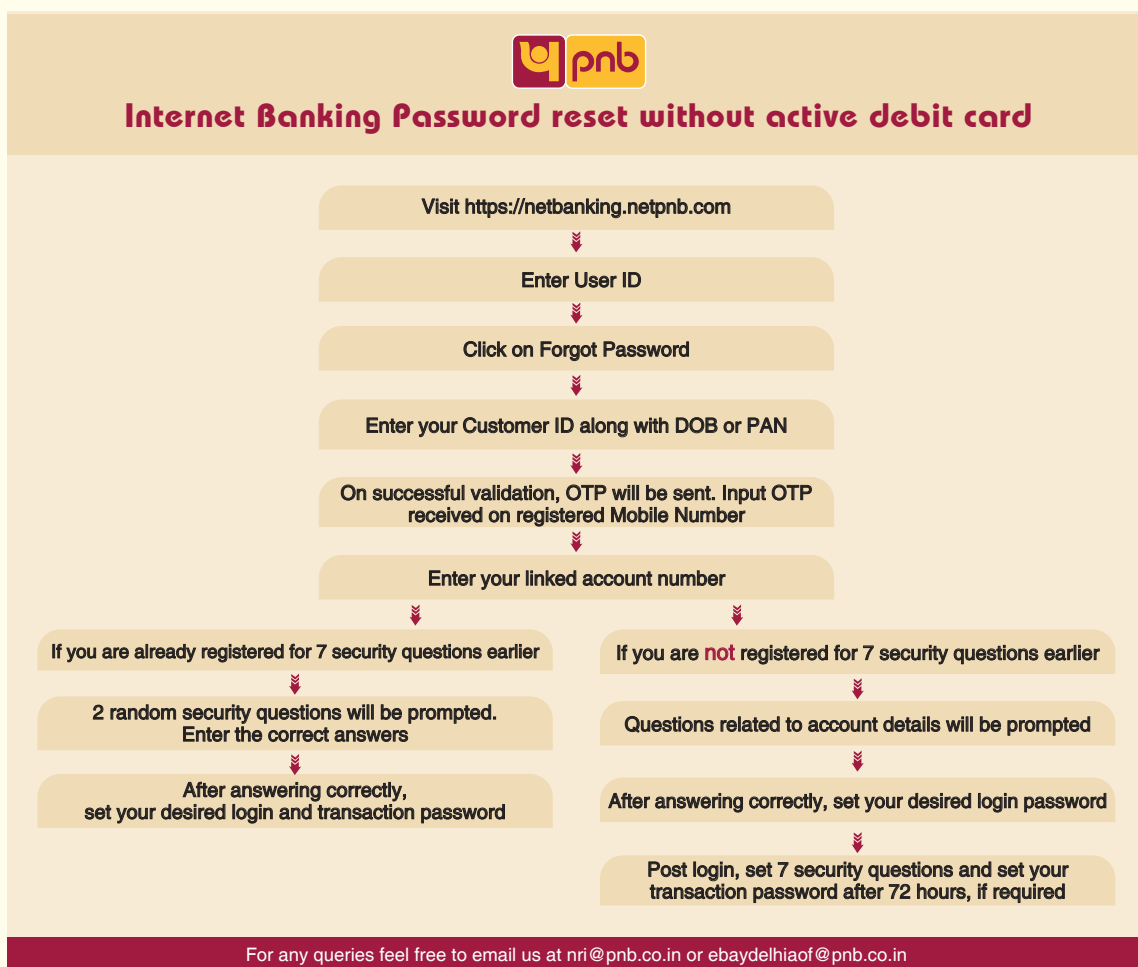 प pnb
Internet Banking Password reset without active debit card
Visit https://netbanking.netpnb.com
Enter User ID
Click on Forgot Password
Enter your Customer ID along with DOB or PAN
On successful validation, OTP will be sent. Input OTP
received on registered Mobile Number
Enter your linked account number
If you are already registered for 7 security questions earlier
2 random security questions will be prompted.
Enter the correct answers
After answering correctly,
set your desired login and transaction password
If you are not registered for 7 security questions earlier
Questions related to account details will be prompted
After answering correctly, set your desired login password
Post login, set 7 security questions and set your
transaction password after 72 hours, if required
For any queries feel free to email us at nri@pnb.co.in or ebaydelhiaof@pnb.co.in